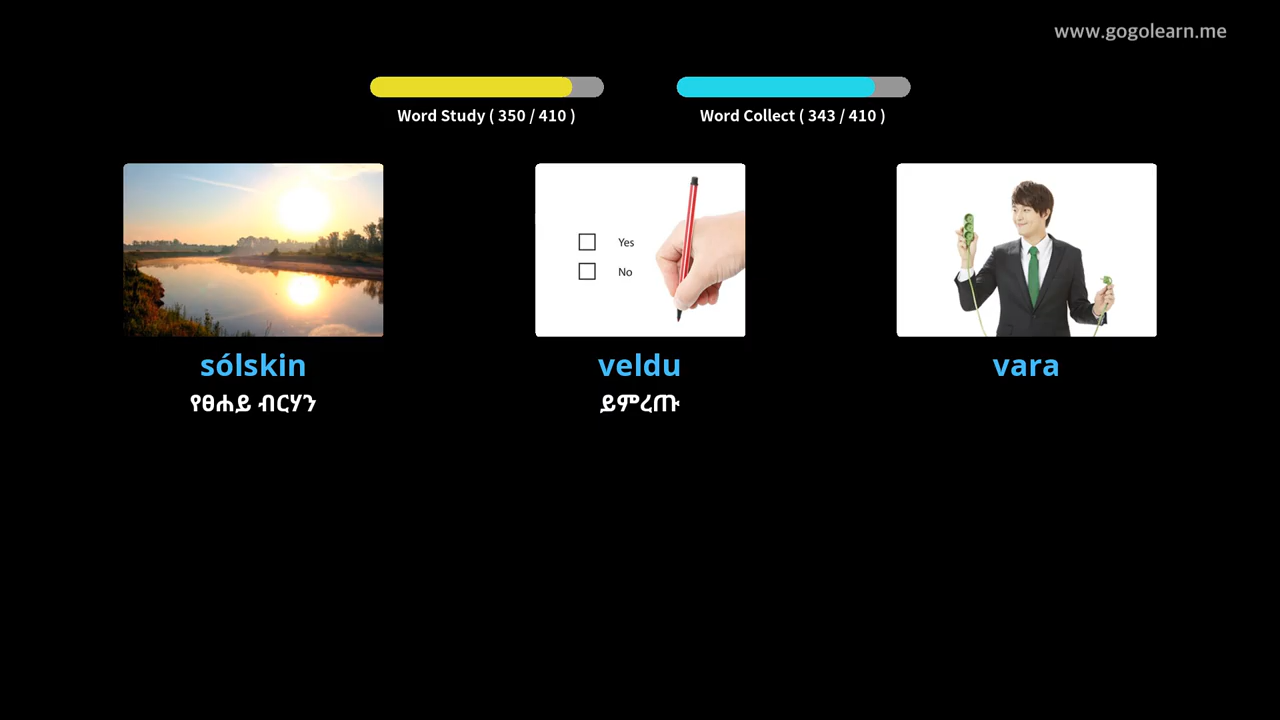 www.gogolearn.me
Word Study ( 350 / 410 )
Word Collect ( 343 / 410 )
Yes
No
sólskin
veldu
vara
የፀሐይ ብርሃን
ይምረጡ